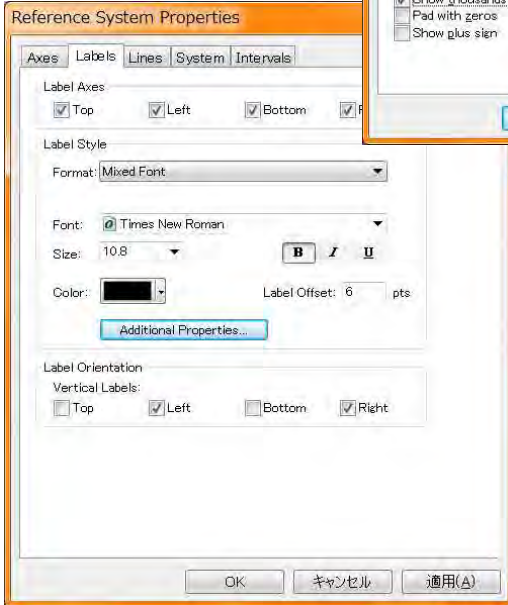 Reference System Properties
Show thousands
Pad with zeros
Show plus sign
Axes Labels Lines System Intervals
Label Axes
Top Left Bottom
Label Style
Format: Mixed Font
Font: Times New Roman
Size: 10.8 B I U
Color: Label Offset: 6 pts
Additional Properties...
Label Orientation
Vertical Labels:
Top Left Bottom Right
OK キャンセル 適用(A)